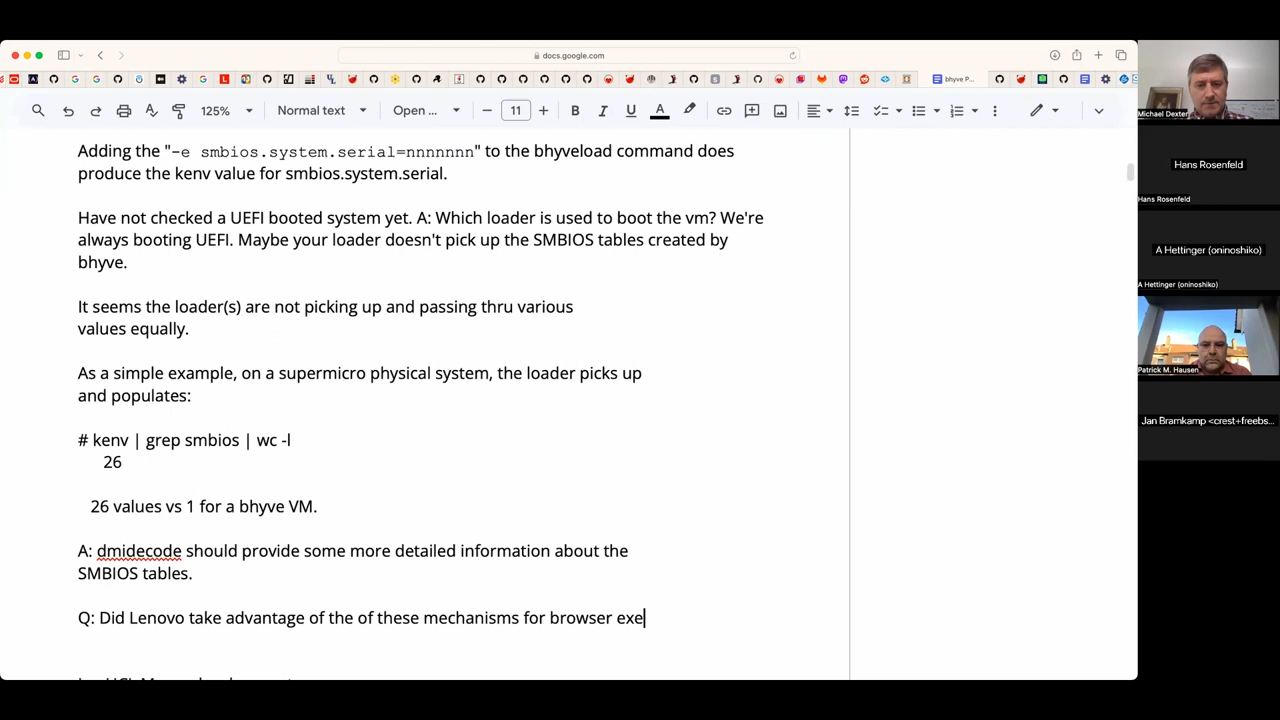 docs.google.com
bhyve P...
125%
Normal text
Open ...
11
Adding the "-e smbios.system.serial=nnnnnnn" to the bhyveload command does
produce the kenv value for smbios.system.serial.
Have not checked a UEFI booted system yet. A: Which loader is used to boot the vm? We're
always booting UEFI. Maybe your loader doesn't pick up the SMBIOS tables created by
bhyve.
It seems the loader(s) are not picking up and passing thru various
values equally.
As a simple example, on a supermicro physical system, the loader picks up
and populates:
# kenv | grep smbios | wc -l
26
26 values vs 1 for a bhyve VM.
A: dmidecode should provide some more detailed information about the
SMBIOS tables.
Q: Did Lenovo take advantage of the of these mechanisms for browser exe
Michael Dexter
Hans Rosenfeld
Hans Rosenfeld
A Hettinger (oninoshiko)
A Hettinger (oninoshiko)
Patrick M. Hausen
Jan Bramkamp <crest+freebs...